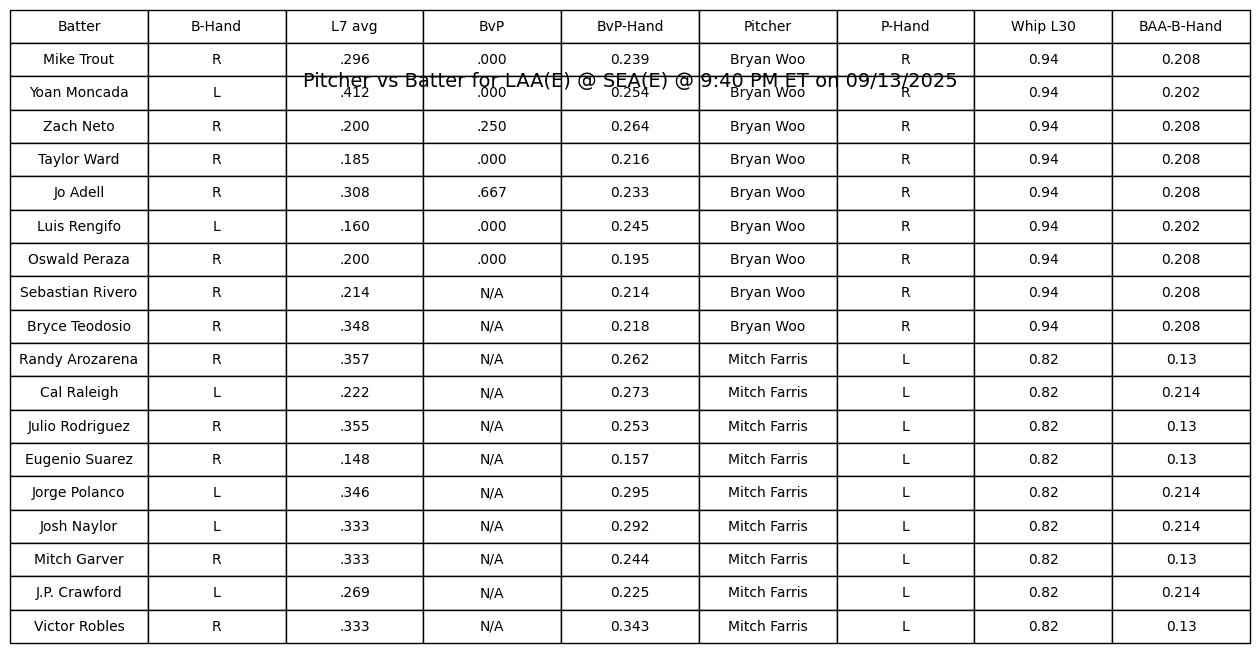 Batter B-Hand L7 avg BvP BvP-Hand Pitcher P-Hand Whip L30 BAA-B-Hand
Mike Trout R .296 .000 0.239 Bryan Woo R 0.94 0.208
Pitcher vs Batter for LAA(E) @ SEA(E) @ 9:40 PM ET on 09/13/2025
Yoan Moncada L .412 .000 0.254 Bryan Woo R 0.94 0.202
Zach Neto R .200 .250 0.264 Bryan Woo R 0.94 0.208
Taylor Ward R .185 .000 0.216 Bryan Woo R 0.94 0.208
Jo Adell R .308 .667 0.233 Bryan Woo R 0.94 0.208
Luis Rengifo L .160 .000 0.245 Bryan Woo R 0.94 0.202
Oswald Peraza R .200 .000 0.195 Bryan Woo R 0.94 0.208
Sebastian Rivero R .214 N/A 0.214 Bryan Woo R 0.94 0.208
Bryce Teodosio R .348 N/A 0.218 Bryan Woo R 0.94 0.208
Randy Arozarena R .357 N/A 0.262 Mitch Farris L 0.82 0.13
Cal Raleigh L .222 N/A 0.273 Mitch Farris L 0.82 0.214
Julio Rodriguez R .355 N/A 0.253 Mitch Farris L 0.82 0.13
Eugenio Suarez R .148 N/A 0.157 Mitch Farris L 0.82 0.13
Jorge Polanco L .346 N/A 0.295 Mitch Farris L 0.82 0.214
Josh Naylor L .333 N/A 0.292 Mitch Farris L 0.82 0.214
Mitch Garver R .333 N/A 0.244 Mitch Farris L 0.82 0.13
J.P. Crawford L .269 N/A 0.225 Mitch Farris L 0.82 0.214
Victor Robles R .333 N/A 0.343 Mitch Farris L 0.82 0.13